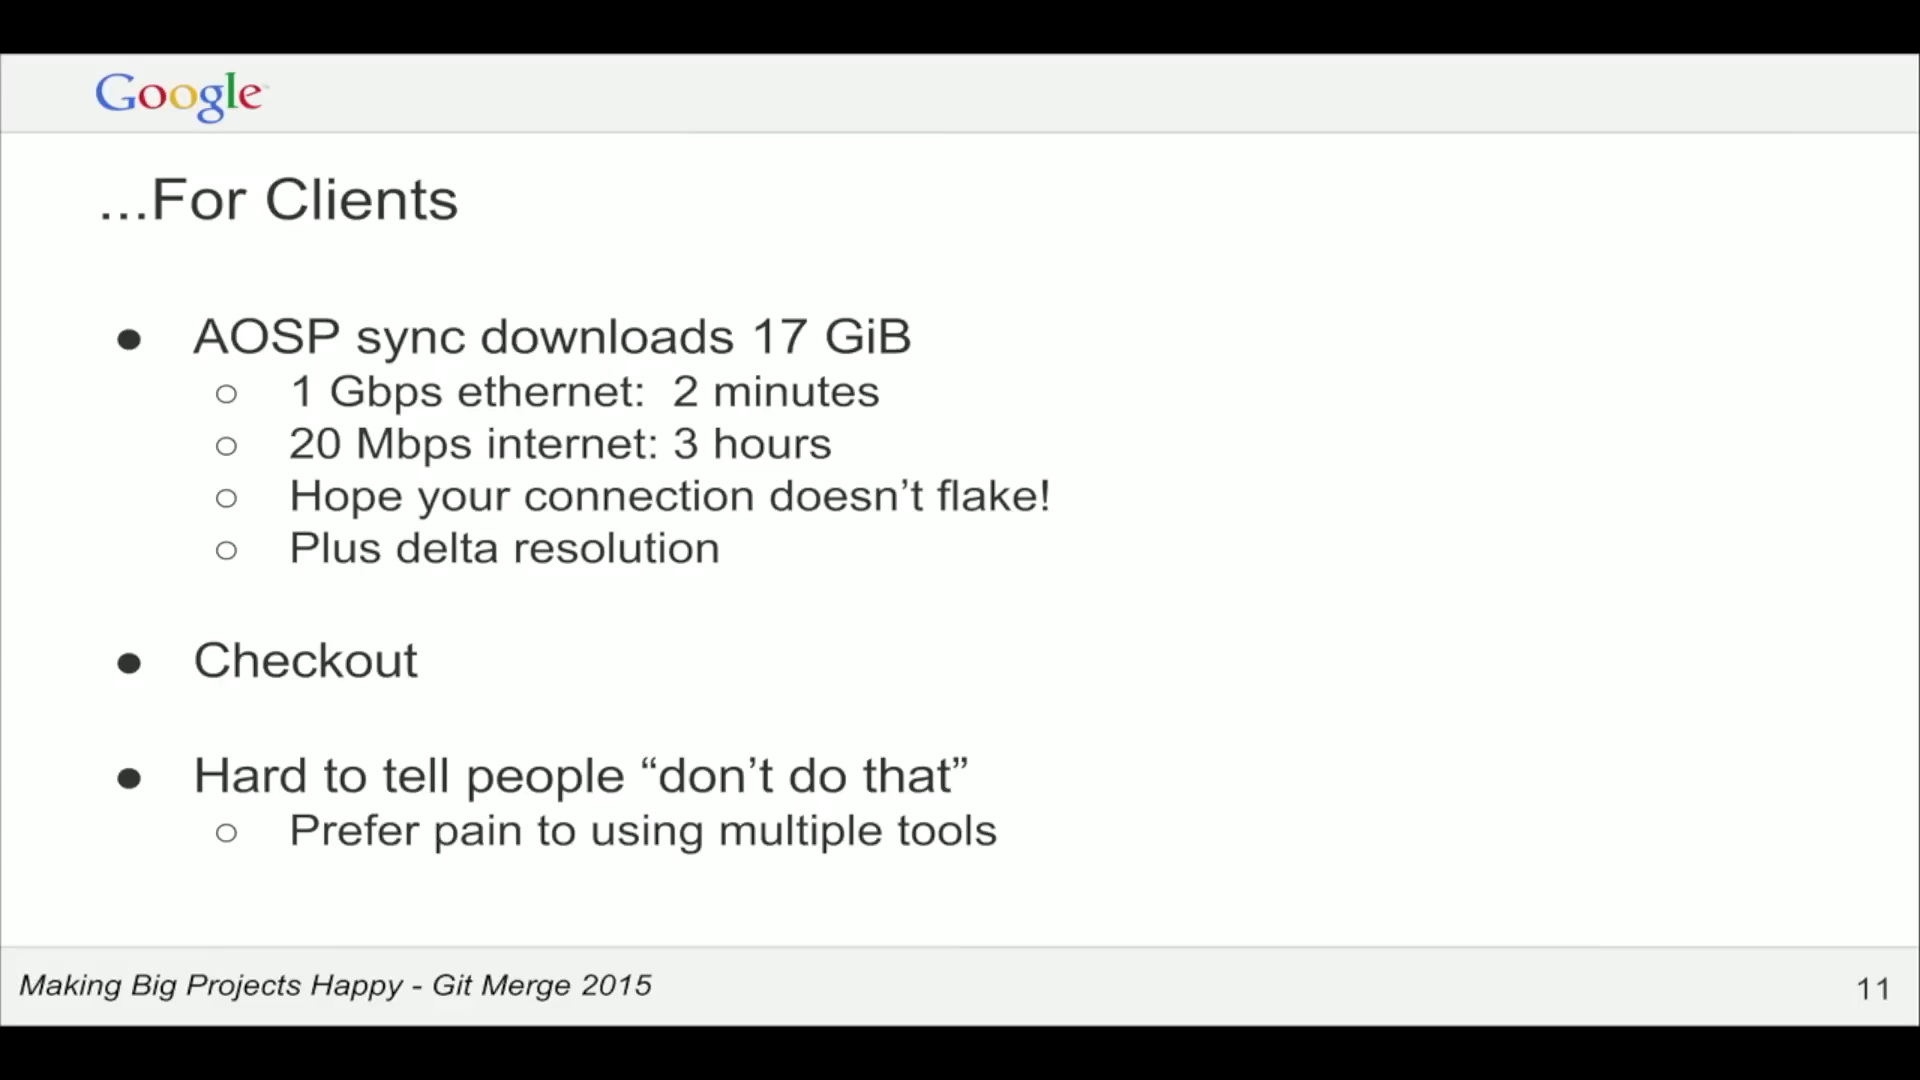 Google
...For Clients
● AOSP sync downloads 17 GiB
○ 1 Gbps ethernet: 2 minutes
○ 20 Mbps internet: 3 hours
○ Hope your connection doesn’t flake!
○ Plus delta resolution
● Checkout
● Hard to tell people “don’t do that”
○ Prefer pain to using multiple tools
Making Big Projects Happy - Git Merge 2015
11